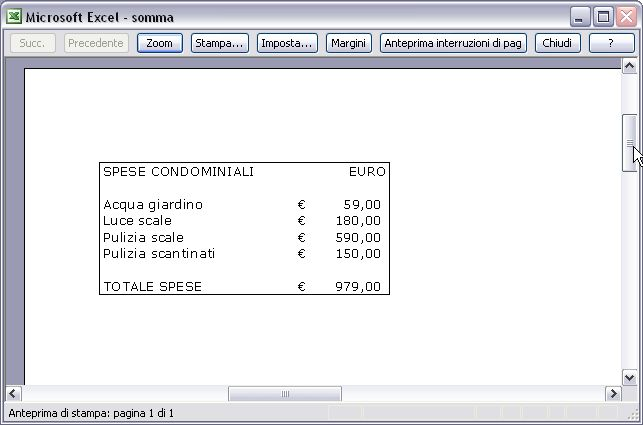 Microsoft Excel - somma
Succ. Precedente Zoom Stampa... Imposta... Margini Anteprima interruzioni di pag Chiudi ?
SPESE CONDOMINIALI EURO
Acqua giardino € 59,00
Luce scale € 180,00
Pulizia scale € 590,00
Pulizia scantinati € 150,00
TOTALE SPESE € 979,00
Anteprima di stampa: pagina 1 di 1